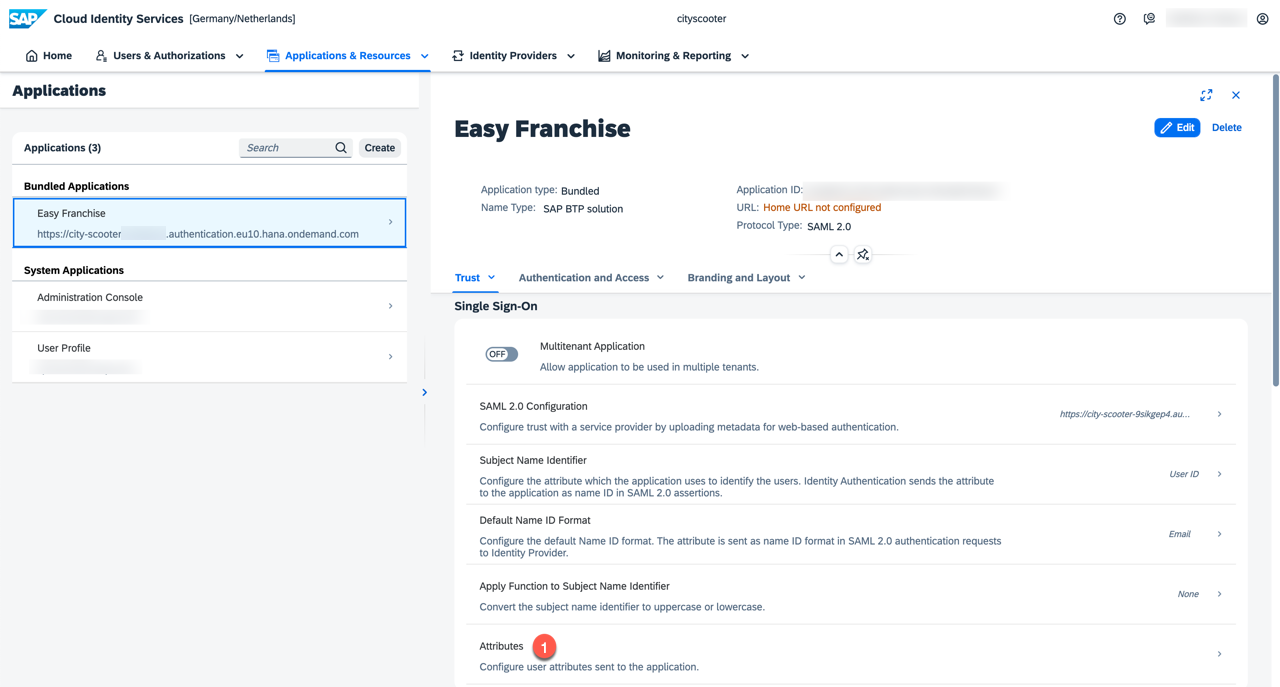 SAP Cloud Identity Services [Germany/Netherlands]
cityscooter
Home
Users & Authorizations
Applications & Resources
Identity Providers
Monitoring & Reporting
Applications
Applications (3)
Search
Create
Bundled Applications
Easy Franchise
https://city-scooter .authentication.eu10.hana.ondemand.com
System Applications
Administration Console
User Profile
Easy Franchise
Edit
Delete
Application type: Bundled
Name Type: SAP BTP solution
Application ID:
URL: Home URL not configured
Protocol Type: SAML 2.0
Trust
Authentication and Access
Branding and Layout
Single Sign-On
OFF
Multitenant Application
Allow application to be used in multiple tenants.
SAML 2.0 Configuration
Configure trust with a service provider by uploading metadata for web-based authentication.
https://city-scooter-9sikgep4.au...
Subject Name Identifier
Configure the attribute which the application uses to identify the users. Identity Authentication sends the attribute
to the application as name ID in SAML 2.0 assertions.
User ID
Default Name ID Format
Configure the default Name ID format. The attribute is sent as name ID format in SAML 2.0 authentication requests
to Identity Provider.
Email
Apply Function to Subject Name Identifier
Convert the subject name identifier to uppercase or lowercase.
None
Attributes
1
Configure user attributes sent to the application.